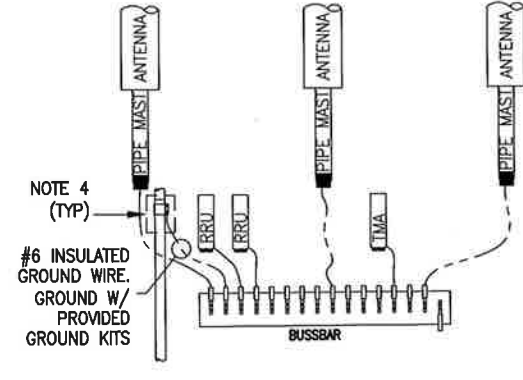 ANTENNA
PIPE MAST
ANTENNA
PIPE MAST
ANTENNA
PIPE MAST
NOTE 4
(TYP)
RRU
RRU
TMA
#6 INSULATED
GROUND WIRE.
GROUND W/
PROVIDED
GROUND KITS
BUSSBAR